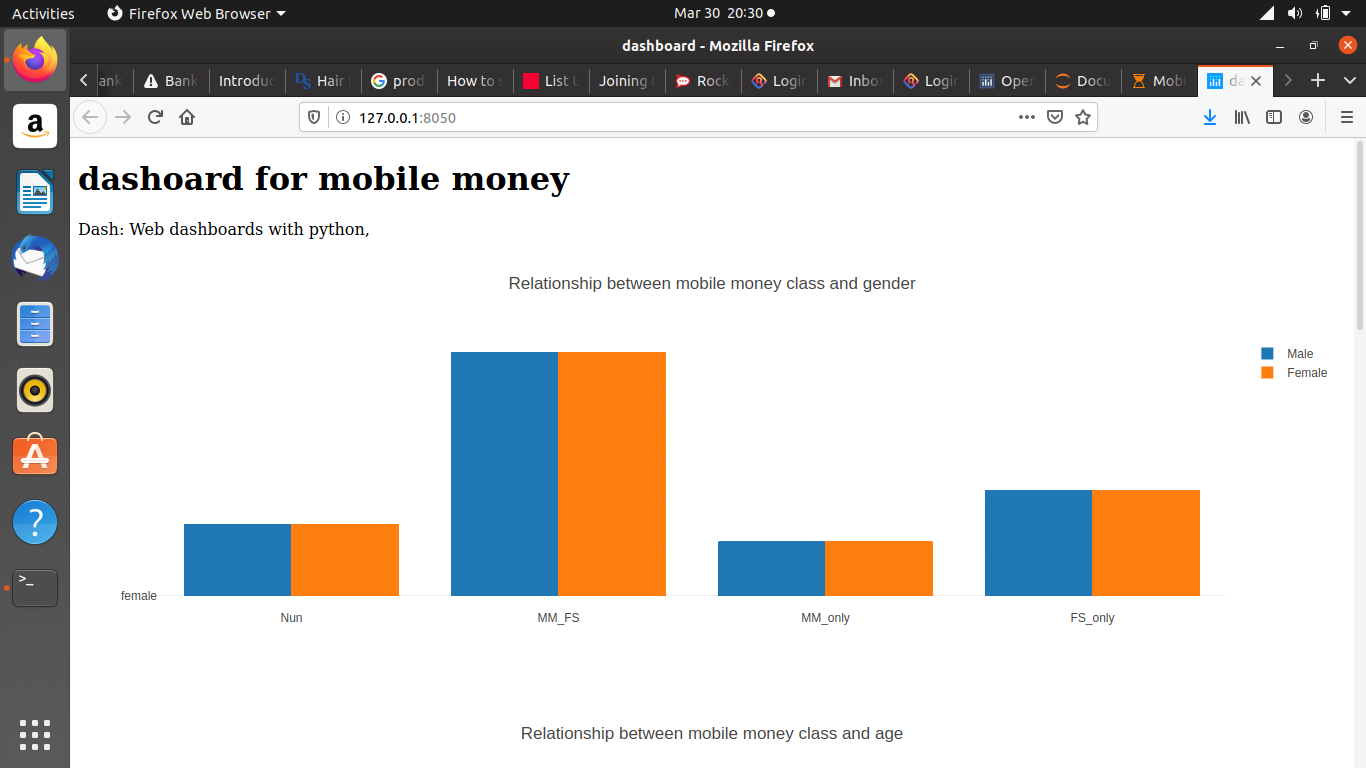 Activities
Firefox Web Browser
Mar 30 20:30
dashboard - Mozilla Firefox
Bank
Introduc
Hair
prod
How to s
List
Joining
Rock
Login
Inbox
Login
Oper
Docu
Mobi
da
127.0.0.1:8050
dashoard for mobile money
Dash: Web dashboards with python,
Relationship between mobile money class and gender
Male
Female
female
Nun
MM_FS
MM_only
FS_only
Relationship between mobile money class and age